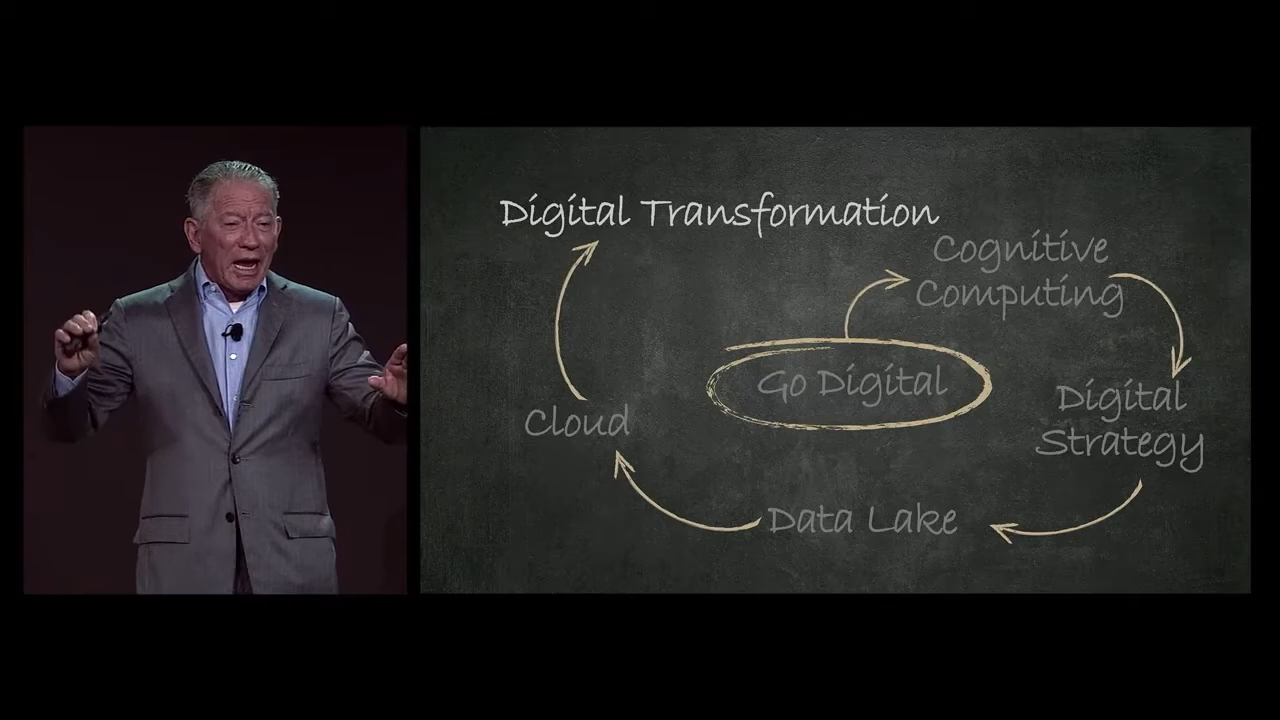 Digital Transformation
Cognitive
Computing
Go Digital
Digital
Strategy
Cloud
Data Lake